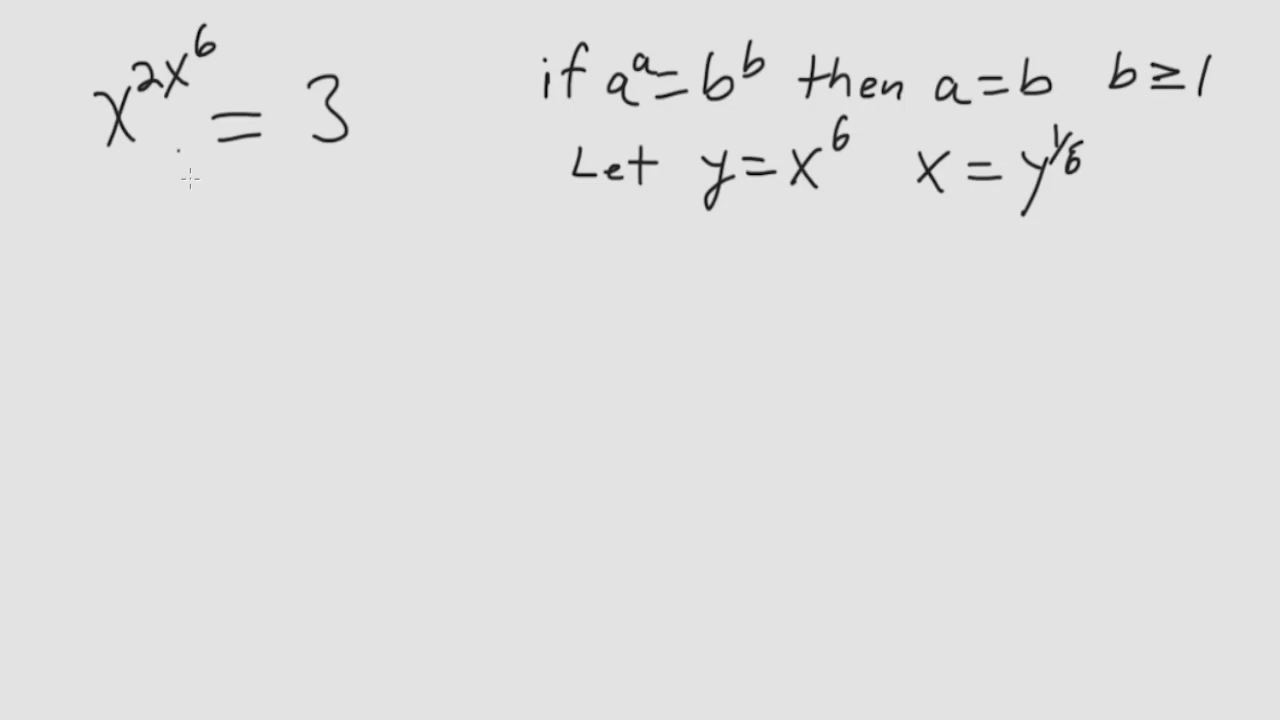 x^{2x^6} = 3
if a^a = b^b then a = b b ≥ 1
Let y = x^6 x = y^{1/6}